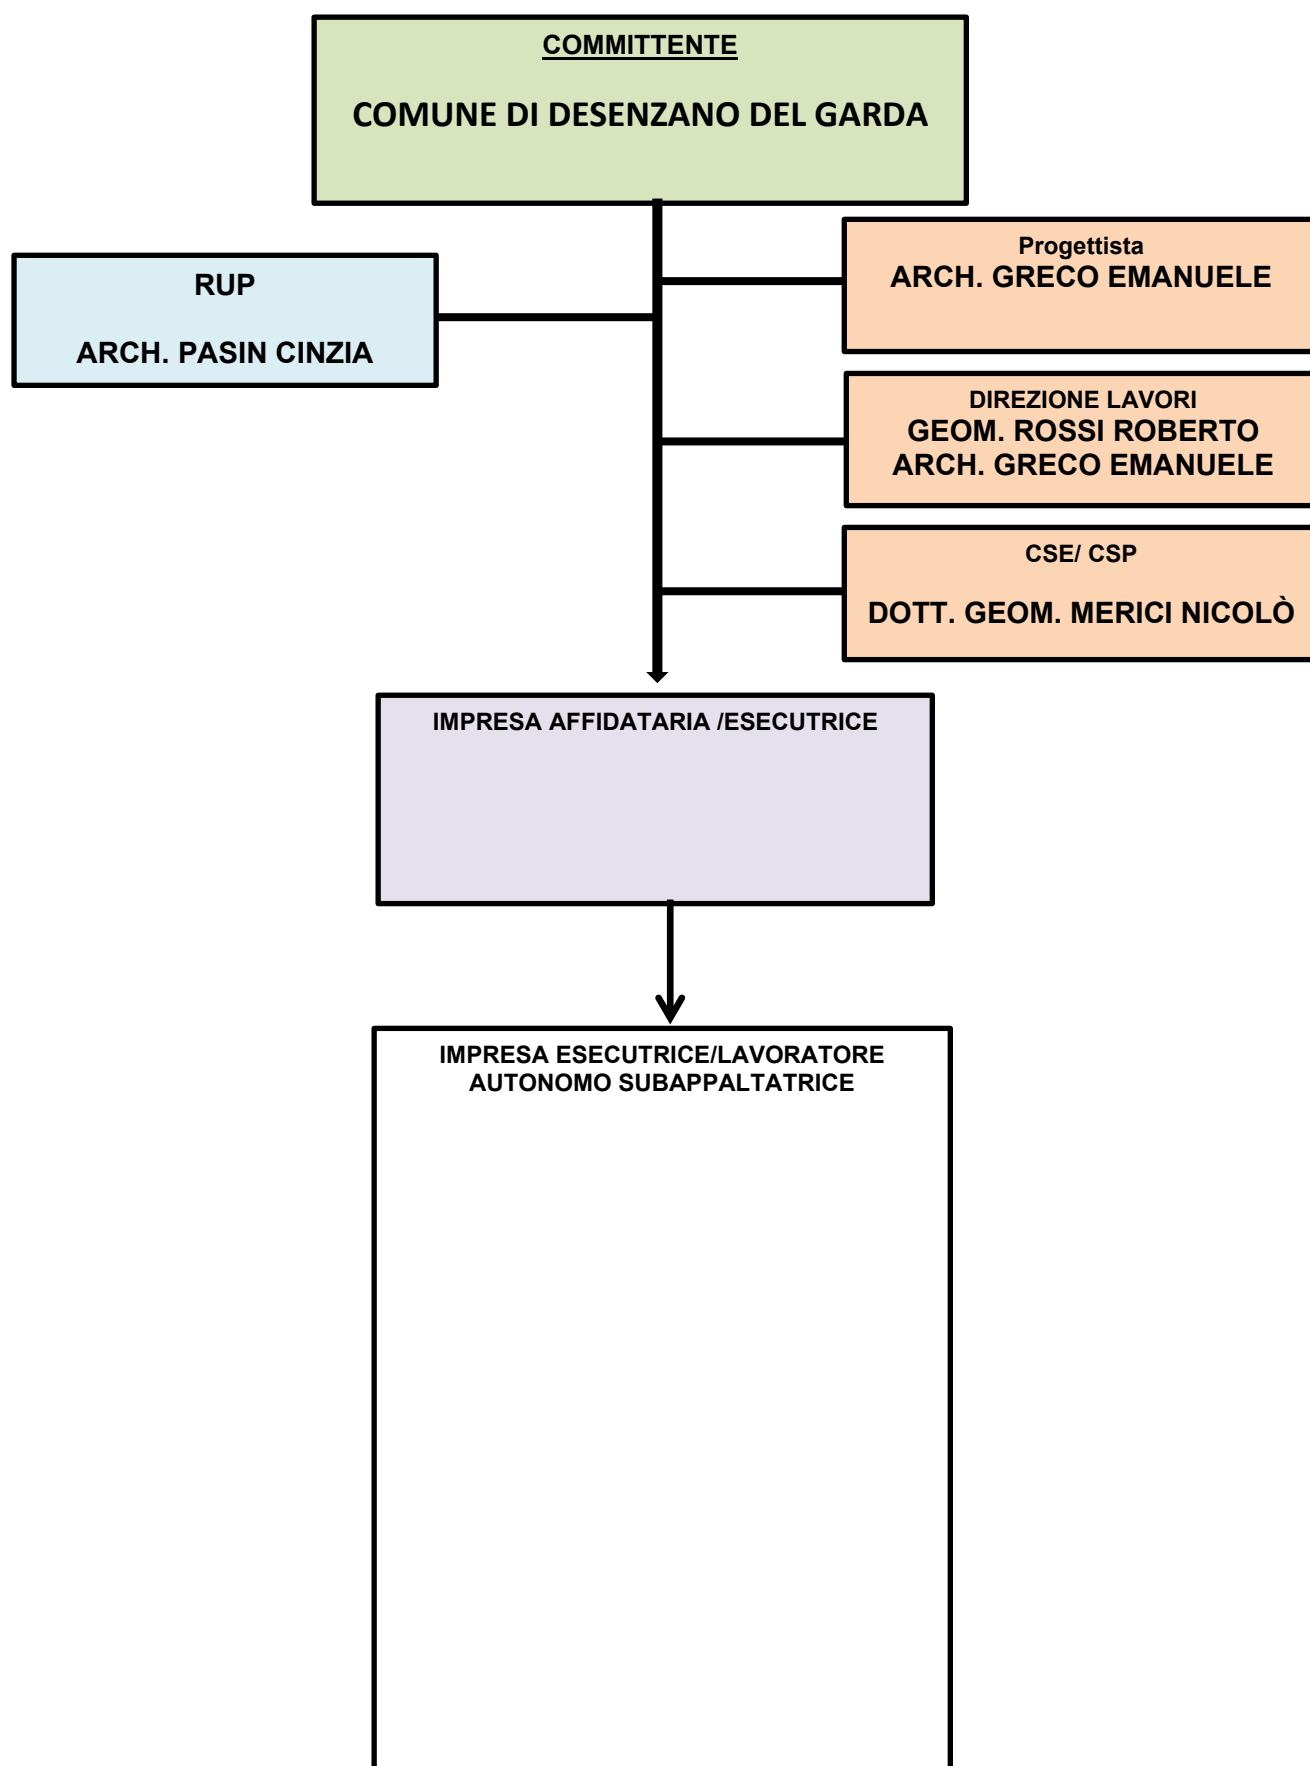 COMMITTENTE
COMUNE DI DESENZANO DEL GARDA
RUP
ARCH. PASIN CINZIA
Progettista
ARCH. GRECO EMANUELE
DIREZIONE LAVORI
GEOM. ROSSI ROBERTO
ARCH. GRECO EMANUELE
CSE/ CSP
DOTT. GEOM. MERICI NICOLÒ
IMPRESA AFFIDATARIA /ESECUTRICE
IMPRESA ESECUTRICE/LAVORATORE
AUTONOMO SUBAPPALTATRICE